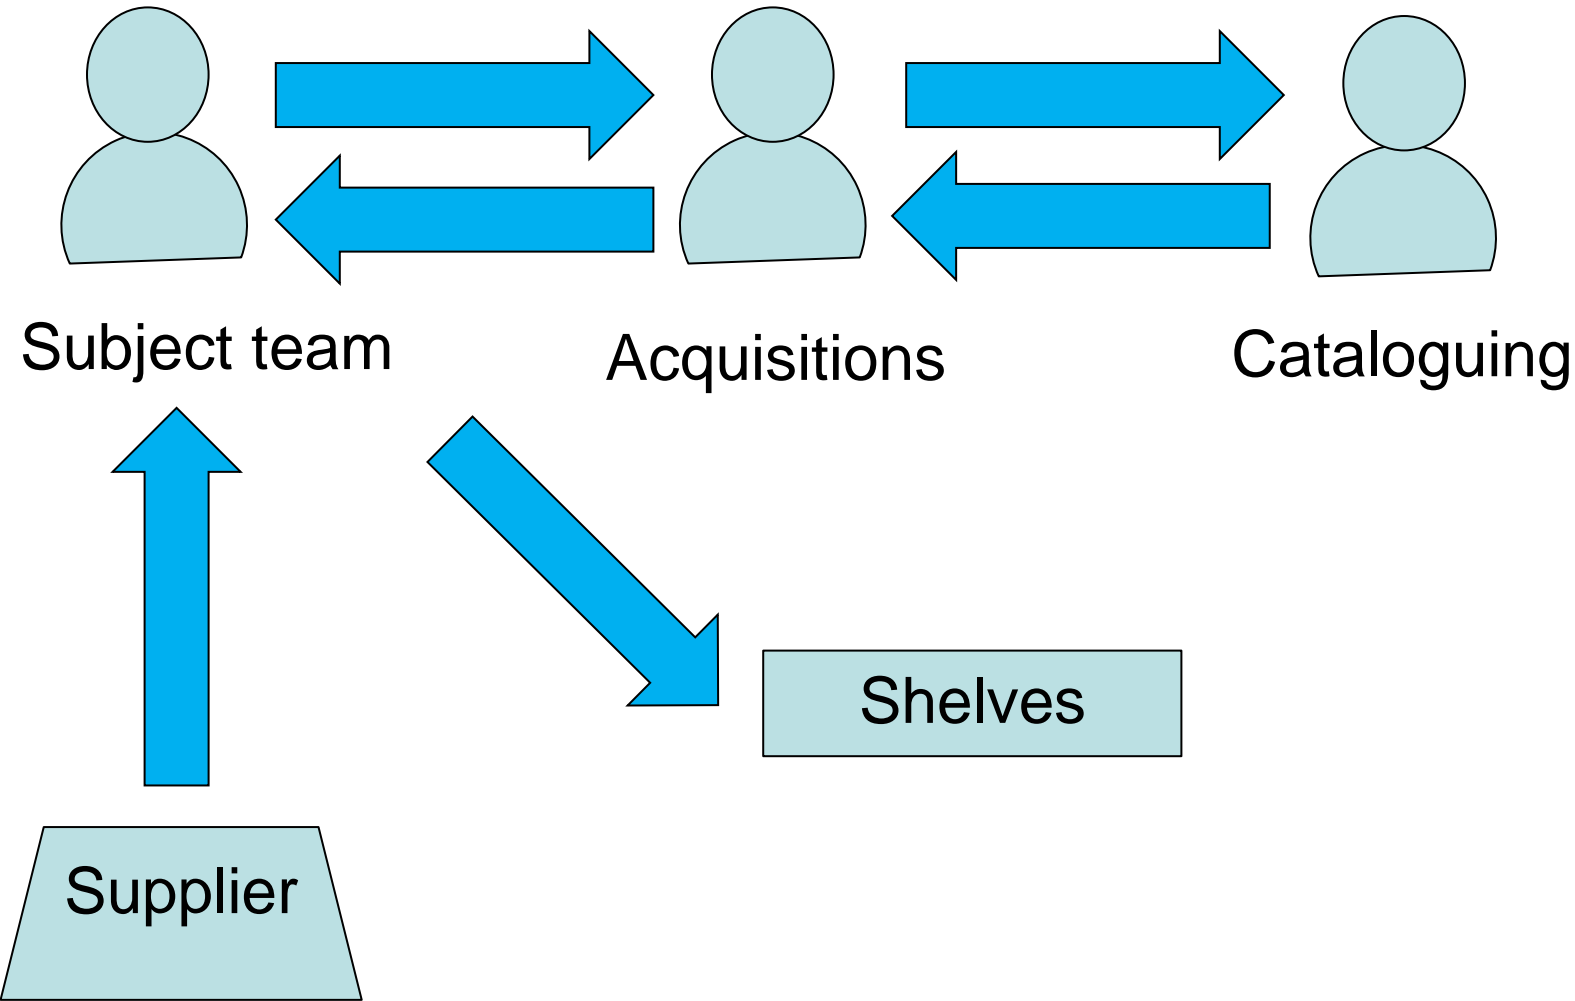 Subject team
Acquisitions
Cataloguing
Shelves
Supplier